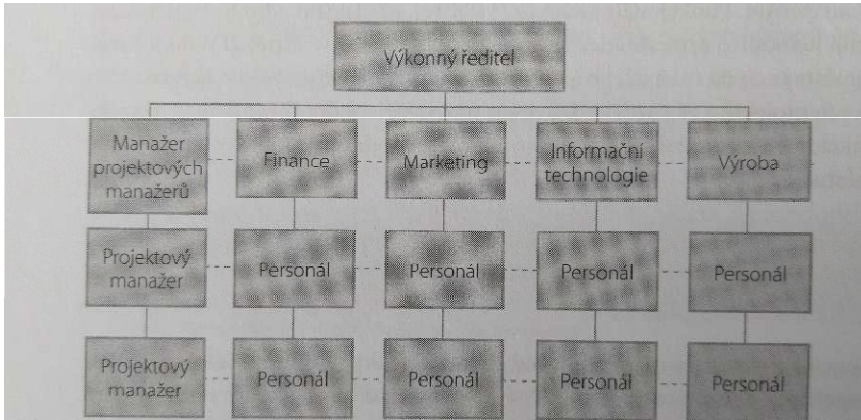 Výkonný ředitel
Manažer
projektových
manažerů
Finance
Marketing
Informační
technologie
Výroba
Projektový
manažer
Personál
Personál
Personál
Personál
Projektový
manažer
Personál
Personál
Personál
Personál